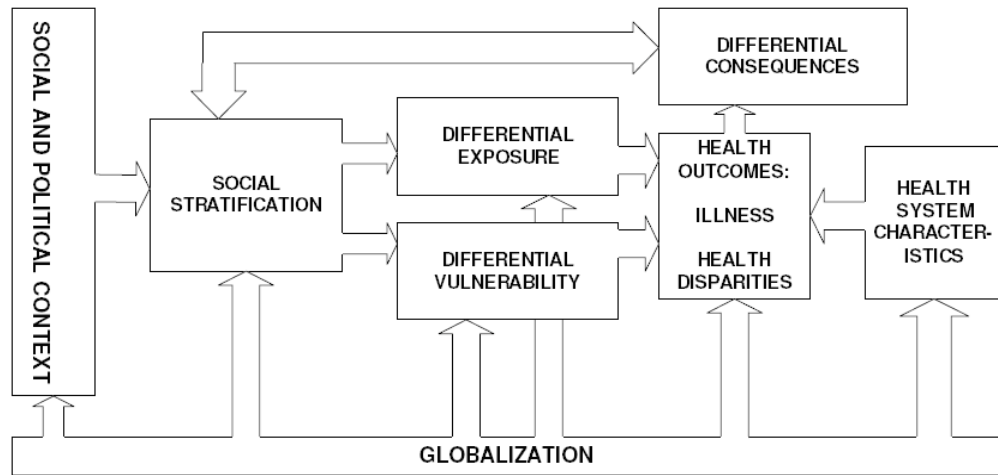 SOCIAL AND POLITICAL CONTEXT
DIFFERENTIAL
CONSEQUENCES
SOCIAL
STRATIFICATION
DIFFERENTIAL
EXPOSURE
DIFFERENTIAL
VULNERABILITY
HEALTH
OUTCOMES:
ILLNESS
HEALTH
DISPARITIES
HEALTH
SYSTEM
CHARACTER-
ISTICS
GLOBALIZATION